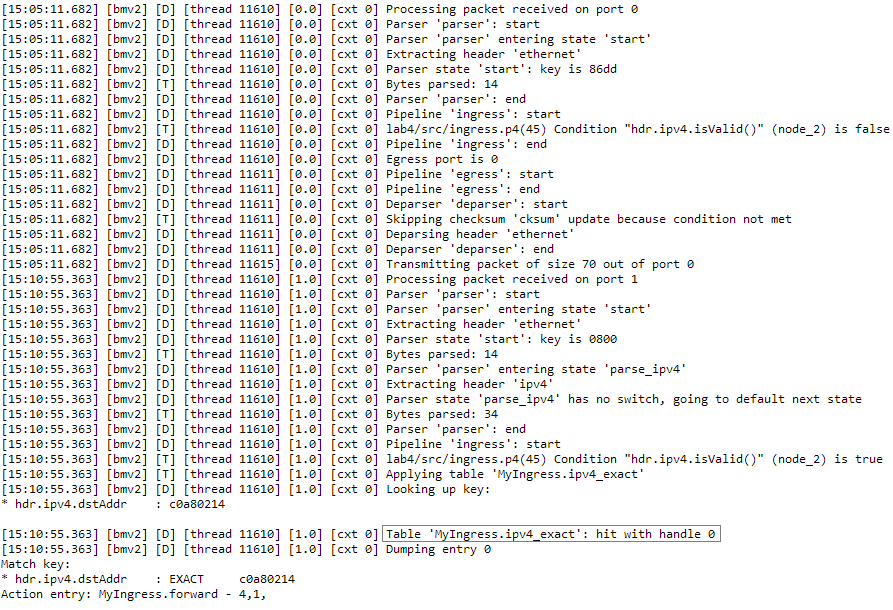 [15:05:11.682] [bmv2] [D] [thread 11610] [0.0] [cxt 0] Processing packet received on port 0
[15:05:11.682] [bmv2] [D] [thread 11610] [0.0] [cxt 0] Parser 'parser': start
[15:05:11.682] [bmv2] [D] [thread 11610] [0.0] [cxt 0] Parser 'parser' entering state 'start'
[15:05:11.682] [bmv2] [D] [thread 11610] [0.0] [cxt 0] Extracting header 'ethernet'
[15:05:11.682] [bmv2] [D] [thread 11610] [0.0] [cxt 0] Parser state 'start': key is 86dd
[15:05:11.682] [bmv2] [T] [thread 11610] [0.0] [cxt 0] Bytes parsed: 14
[15:05:11.682] [bmv2] [D] [thread 11610] [0.0] [cxt 0] Parser 'parser': end
[15:05:11.682] [bmv2] [D] [thread 11610] [0.0] [cxt 0] Pipeline 'ingress': start
[15:05:11.682] [bmv2] [T] [thread 11610] [0.0] [cxt 0] lab4/src/ingress.p4(45) Condition "hdr.ipv4.isValid()" (node_2) is false
[15:05:11.682] [bmv2] [D] [thread 11610] [0.0] [cxt 0] Pipeline 'ingress': end
[15:05:11.682] [bmv2] [D] [thread 11610] [0.0] [cxt 0] Egress port is 0
[15:05:11.682] [bmv2] [D] [thread 11611] [0.0] [cxt 0] Pipeline 'egress': start
[15:05:11.682] [bmv2] [D] [thread 11611] [0.0] [cxt 0] Pipeline 'egress': end
[15:05:11.682] [bmv2] [D] [thread 11611] [0.0] [cxt 0] Deparser 'deparser': start
[15:05:11.682] [bmv2] [T] [thread 11611] [0.0] [cxt 0] Skipping checksum 'cksum' update because condition not met
[15:05:11.682] [bmv2] [D] [thread 11611] [0.0] [cxt 0] Deparsing header 'ethernet'
[15:05:11.682] [bmv2] [D] [thread 11611] [0.0] [cxt 0] Deparser 'deparser': end
[15:05:11.682] [bmv2] [D] [thread 11615] [0.0] [cxt 0] Transmitting packet of size 70 out of port 0
[15:10:55.363] [bmv2] [D] [thread 11610] [1.0] [cxt 0] Processing packet received on port 1
[15:10:55.363] [bmv2] [D] [thread 11610] [1.0] [cxt 0] Parser 'parser': start
[15:10:55.363] [bmv2] [D] [thread 11610] [1.0] [cxt 0] Parser 'parser' entering state 'start'
[15:10:55.363] [bmv2] [D] [thread 11610] [1.0] [cxt 0] Extracting header 'ethernet'
[15:10:55.363] [bmv2] [D] [thread 11610] [1.0] [cxt 0] Parser state 'start': key is 0800
[15:10:55.363] [bmv2] [T] [thread 11610] [1.0] [cxt 0] Bytes parsed: 14
[15:10:55.363] [bmv2] [D] [thread 11610] [1.0] [cxt 0] Parser 'parser' entering state 'parse_ipv4'
[15:10:55.363] [bmv2] [D] [thread 11610] [1.0] [cxt 0] Extracting header 'ipv4'
[15:10:55.363] [bmv2] [D] [thread 11610] [1.0] [cxt 0] Parser state 'parse_ipv4' has no switch, going to default next state
[15:10:55.363] [bmv2] [T] [thread 11610] [1.0] [cxt 0] Bytes parsed: 34
[15:10:55.363] [bmv2] [D] [thread 11610] [1.0] [cxt 0] Parser 'parser': end
[15:10:55.363] [bmv2] [D] [thread 11610] [1.0] [cxt 0] Pipeline 'ingress': start
[15:10:55.363] [bmv2] [T] [thread 11610] [1.0] [cxt 0] lab4/src/ingress.p4(45) Condition "hdr.ipv4.isValid()" (node_2) is true
[15:10:55.363] [bmv2] [T] [thread 11610] [1.0] [cxt 0] Applying table 'MyIngress.ipv4_exact'
[15:10:55.363] [bmv2] [D] [thread 11610] [1.0] [cxt 0] Looking up key:
* hdr.ipv4.dstAddr    : c0a80214
[15:10:55.363] [bmv2] [D] [thread 11610] [1.0] [cxt 0] Table 'MyIngress.ipv4_exact': hit with handle 0
[15:10:55.363] [bmv2] [D] [thread 11610] [1.0] [cxt 0] Dumping entry 0
Match key:
* hdr.ipv4.dstAddr    : EXACT     c0a80214
Action entry: MyIngress.forward - 4,1,